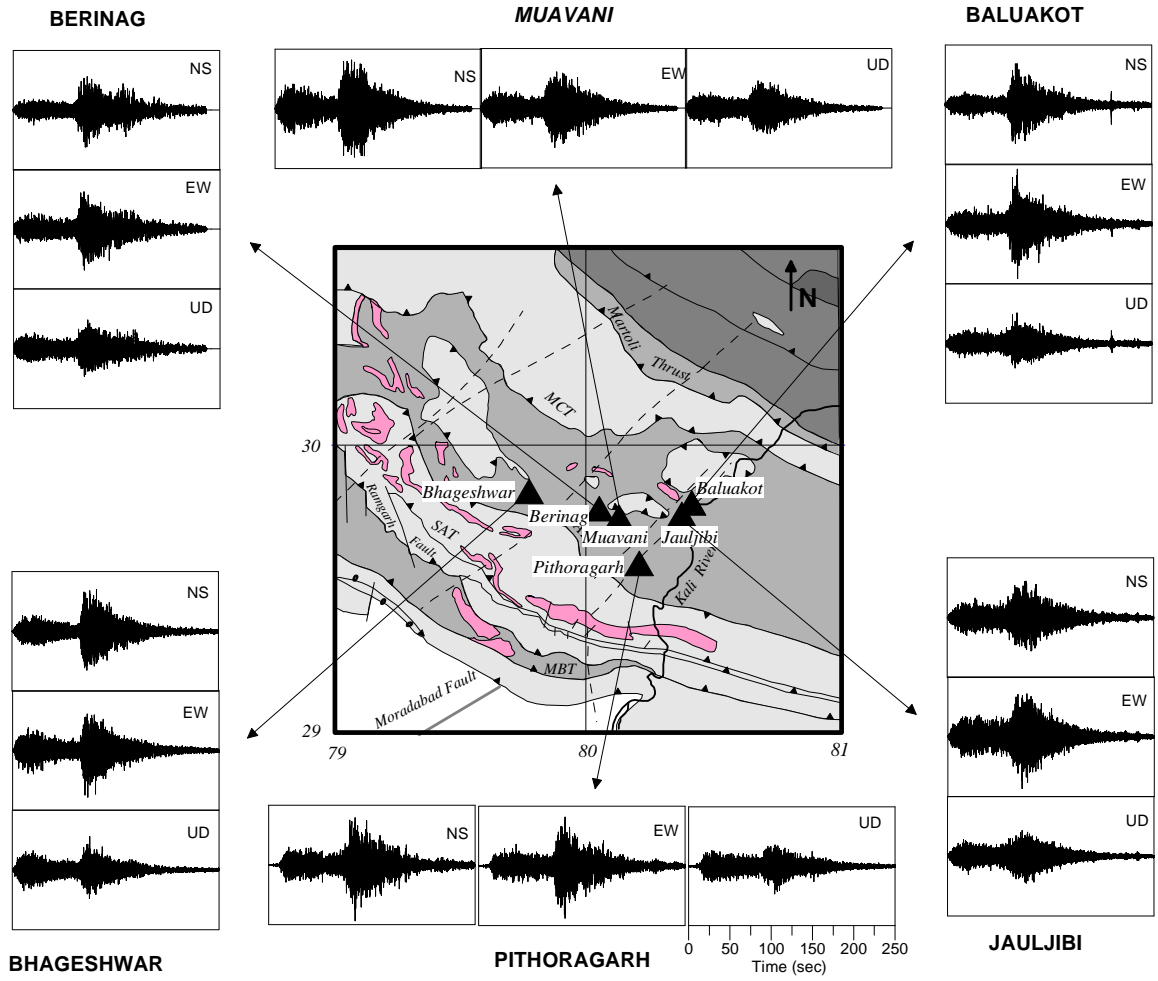 BERINAG
MUAVANI
BALUAKOT
NS
EW
UD
NS
EW
UD
NS
EW
UD
N
Martoli
Thrust
MCT
30
Bhageshwar
Baluakot
Berinag
Muavani
Jauljibi
Ramgarh
Fault
SAT
Pithoragarh
Kali River
MBT
Moradabad Fault
29
79
80
81
NS
EW
UD
NS
EW
UD
NS
EW
UD
0 50 100 150 200 250
Time (sec)
BHAGESHWAR
PITHORAGARH
JAULJIBI